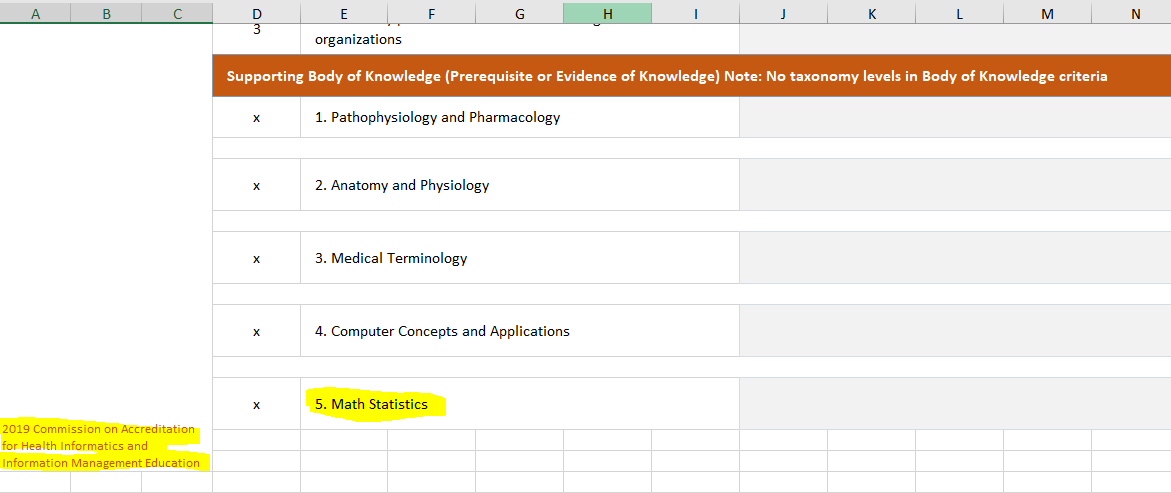 A B C D E F G H I J K L M N
3
organizations
Supporting Body of Knowledge (Prerequisite or Evidence of Knowledge) Note: No taxonomy levels in Body of Knowledge criteria
x 1. Pathophysiology and Pharmacology
x 2. Anatomy and Physiology
x 3. Medical Terminology
x 4. Computer Concepts and Applications
x 5. Math Statistics
2019 Commission on Accreditation
for Health Informatics and
Information Management Education